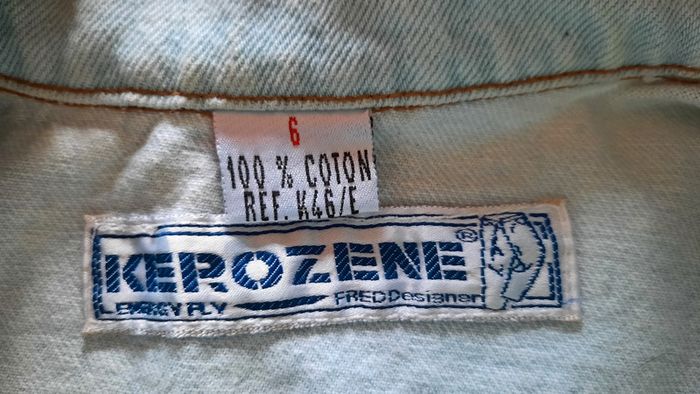 6
100 % COTON
REF. K46/E
KEROZENE®
FRED Designer